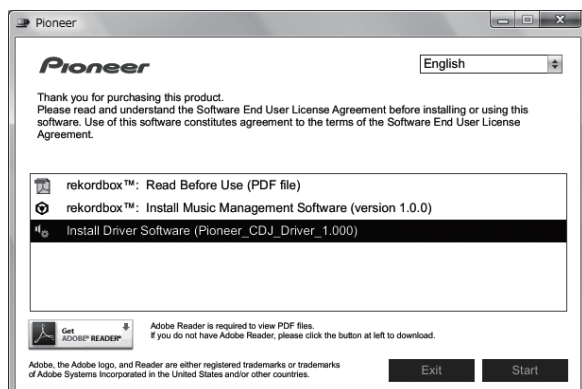 Pioneer
Pioneer
English
Thank you for purchasing this product.
Please read and understand the Software End User License Agreement before installing or using this
software. Use of this software constitutes agreement to the terms of the Software End User License
Agreement.
rekordbox™: Read Before Use (PDF file)
rekordbox™: Install Music Management Software (version 1.0.0)
Install Driver Software (Pioneer_CDJ_Driver_1.000)
Get
ADOBE® READER®
Adobe Reader is required to view PDF files.
If you do not have Adobe Reader, please click the button at left to download.
Adobe, the Adobe logo, and Reader are either registered trademarks or trademarks
of Adobe Systems Incorporated in the United States and/or other countries.
Exit
Start